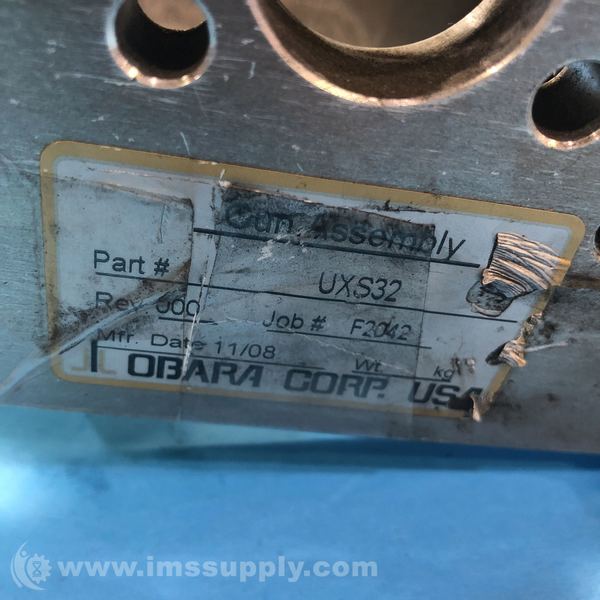 Gun Assembly
Part # UXS32
Rev. 000 Job # F2042
Mfr. Date 11/08 Wt. kg
OBARA CORP. USA
www.imssupply.com